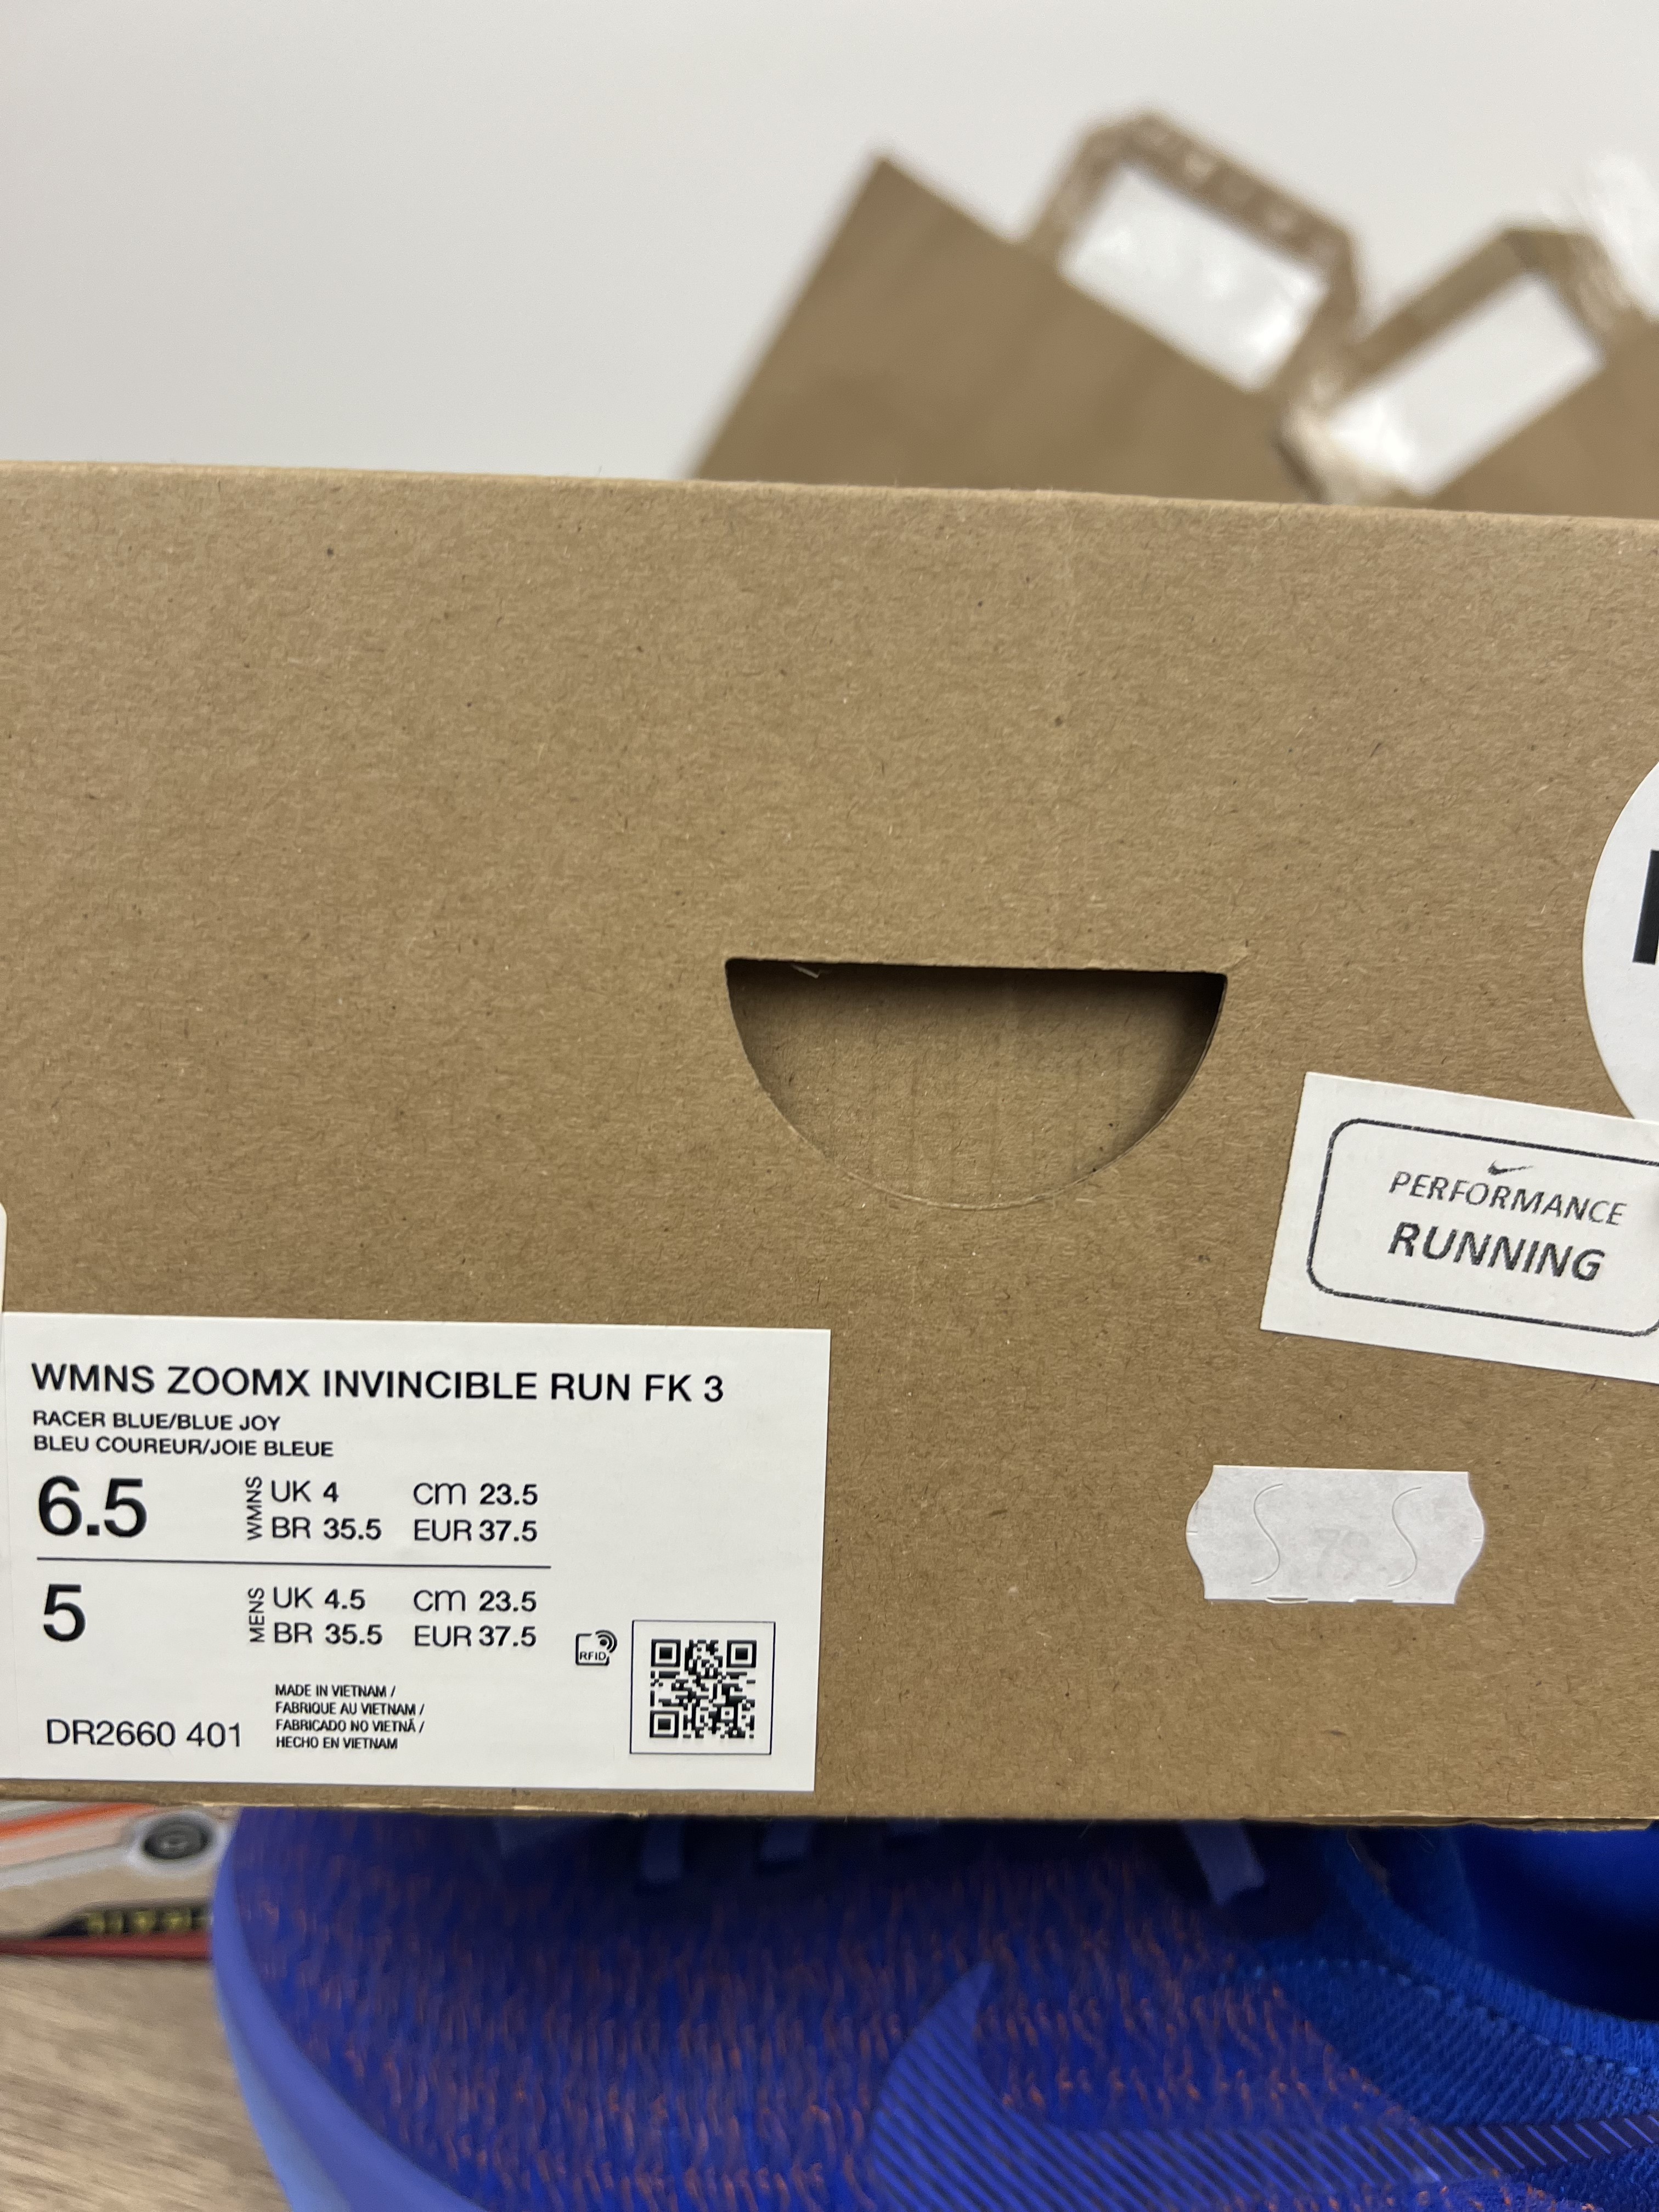 PERFORMANCE
RUNNING
WMNS ZOOMX INVINCIBLE RUN FK 3
RACER BLUE/BLUE JOY
BLEU COUREUR/JOIE BLEUE
6.5 WMNS UK 4 cm 23.5
BR 35.5 EUR 37.5
5 MENS UK 4.5 cm 23.5
BR 35.5 EUR 37.5
RFID
MADE IN VIETNAM /
FABRIQUE AU VIETNAM /
FABRICADO NO VIETNÃ /
HECHO EN VIETNAM
DR2660 401